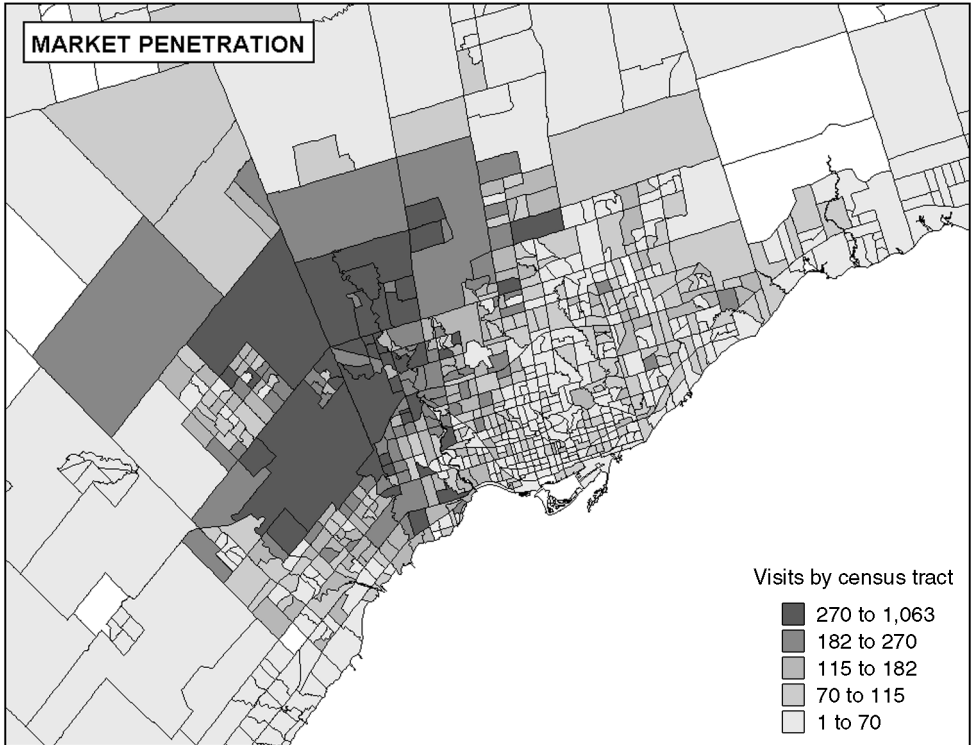 MARKET PENETRATION
Visits by census tract
270 to 1,063
182 to 270
115 to 182
70 to 115
1 to 70